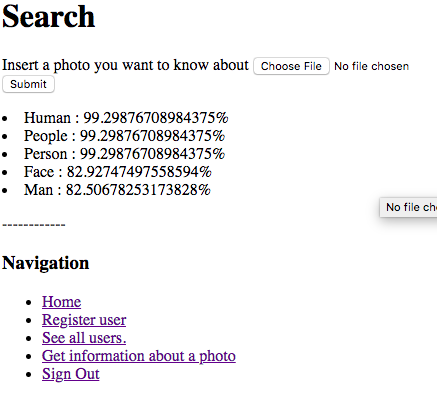 Search
Insert a photo you want to know about Choose File No file chosen
Submit
Human : 99.29876708984375%
People : 99.29876708984375%
Person : 99.29876708984375%
Face : 82.92747497558594%
Man : 82.50678253173828%
No file ch
------------
Navigation
Home
Register user
See all users.
Get information about a photo
Sign Out